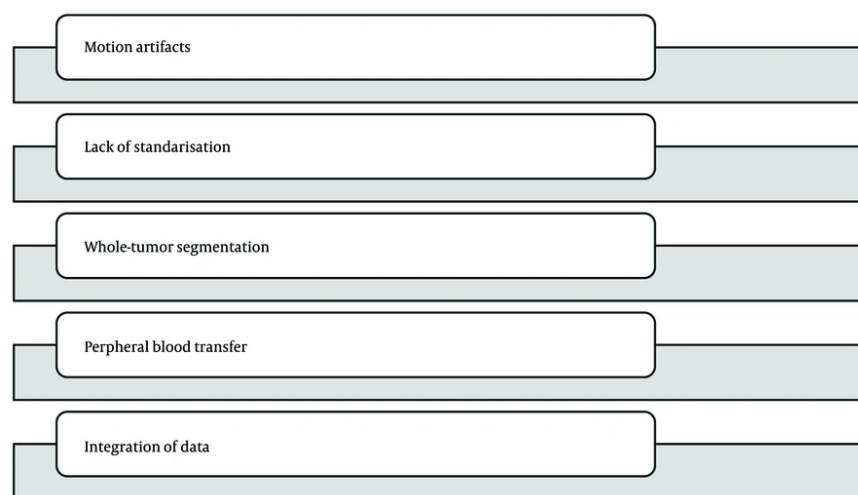 Motion artifacts
Lack of standarisation
Whole-tumor segmentation
Perpheral blood transfer
Integration of data